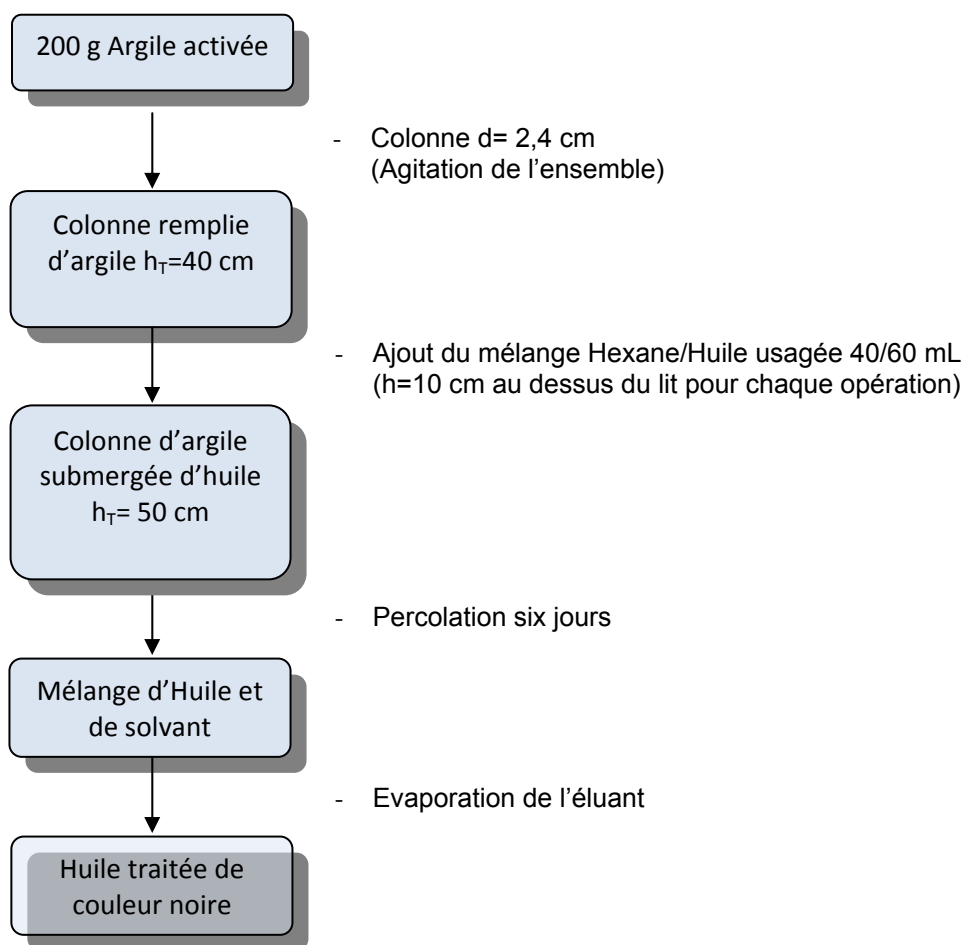 200 g Argile activée
- Colonne d= 2,4 cm
(Agitation de l’ensemble)
Colonne remplie
d’argile hT=40 cm
- Ajout du mélange Hexane/Huile usagée 40/60 mL
(h=10 cm au dessus du lit pour chaque opération)
Colonne d’argile
submergée d’huile
hT= 50 cm
- Percolation six jours
Mélange d’Huile et
de solvant
- Evaporation de l’éluant
Huile traitée de
couleur noire